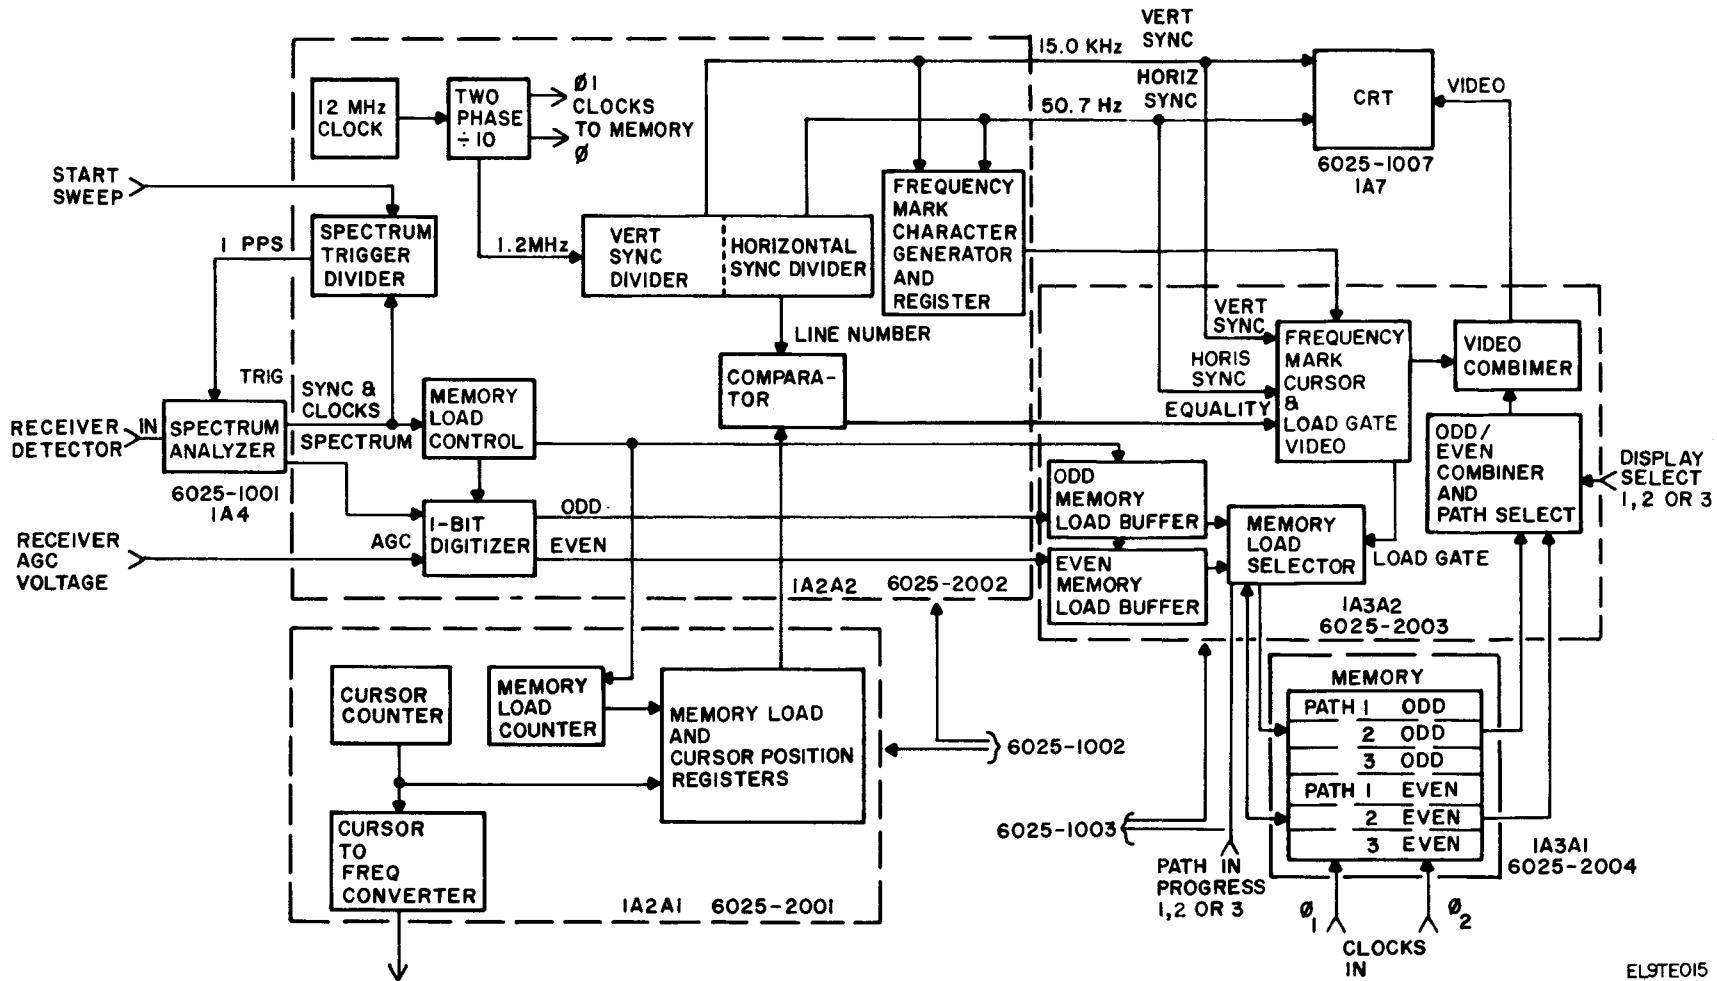 VERT
SYNC
15.0 KHz
HORIZ
SYNC
50.7 Hz
CRT
VIDEO
6025-1007
1A7
12 MHz
CLOCK
TWO
PHASE
÷10
Ø1
CLOCKS
TO MEMORY
Ø
START
SWEEP
1 PPS
SPECTRUM
TRIGGER
DIVIDER
1.2MHz
VERT
SYNC
DIVIDER
HORIZONTAL
SYNC DIVIDER
FREQUENCY
MARK
CHARACTER
GENERATOR
AND
REGISTER
LINE NUMBER
COMPARA-
TOR
VERT
SYNC
HORIS
SYNC
EQUALITY
FREQUENCY
MARK
CURSOR
&
LOAD GATE
VIDEO
VIDEO
COMBIMER
ODD/
EVEN
COMBINER
AND
PATH SELECT
DISPLAY
SELECT
1, 2 OR 3
TRIG
SYNC &
CLOCKS
SPECTRUM
RECEIVER
DETECTOR
IN
SPECTRUM
ANALYZER
6025-1001
1A4
MEMORY
LOAD
CONTROL
RECEIVER
AGC
VOLTAGE
AGC
1-BIT
DIGITIZER
ODD
EVEN
1A2A2 6025-2002
ODD
MEMORY
LOAD BUFFER
EVEN
MEMORY
LOAD BUFFER
MEMORY
LOAD
SELECTOR
LOAD GATE
1A3A2
6025-2003
CURSOR
COUNTER
MEMORY
LOAD
COUNTER
MEMORY LOAD
AND
CURSOR POSITION
REGISTERS
CURSOR
TO
FREQ
CONVERTER
1A2A1 6025-2001
6025-1002
6025-1003
PATH IN
PROGRESS
1, 2 OR 3
MEMORY
PATH 1 ODD
2 ODD
3 ODD
PATH 1 EVEN
2 EVEN
3 EVEN
1A3A1
6025-2004
Ø1
Ø2
CLOCKS
IN
EL9TE015